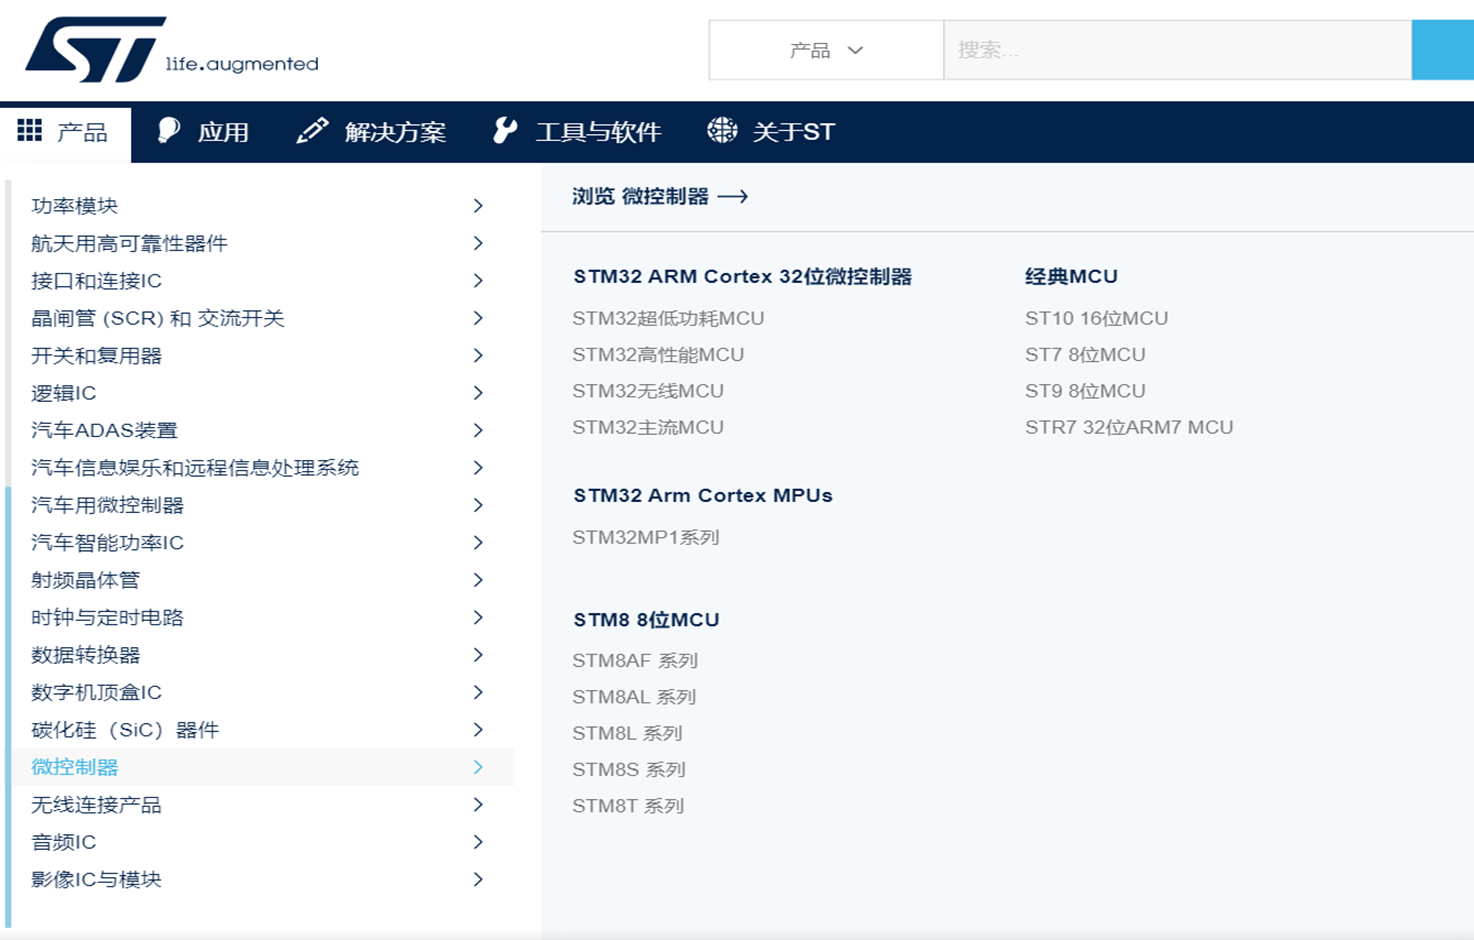 ST life.augmented
产品
搜索...
产品
应用
解决方案
工具与软件
关于ST
功率模块
航天用高可靠性器件
接口和连接IC
晶闸管 (SCR) 和 交流开关
开关和复用器
逻辑IC
汽车ADAS装置
汽车信息娱乐和远程信息处理系统
汽车用微控制器
汽车智能功率IC
射频晶体管
时钟与定时电路
数据转换器
数字机顶盒IC
碳化硅（SiC）器件
微控制器
无线连接产品
音频IC
影像IC与模块
浏览 微控制器
STM32 ARM Cortex 32位微控制器
STM32超低功耗MCU
STM32高性能MCU
STM32无线MCU
STM32主流MCU
STM32 Arm Cortex MPUs
STM32MP1系列
STM8 8位MCU
STM8AF 系列
STM8AL 系列
STM8L 系列
STM8S 系列
STM8T 系列
经典MCU
ST10 16位MCU
ST7 8位MCU
ST9 8位MCU
STR7 32位ARM7 MCU